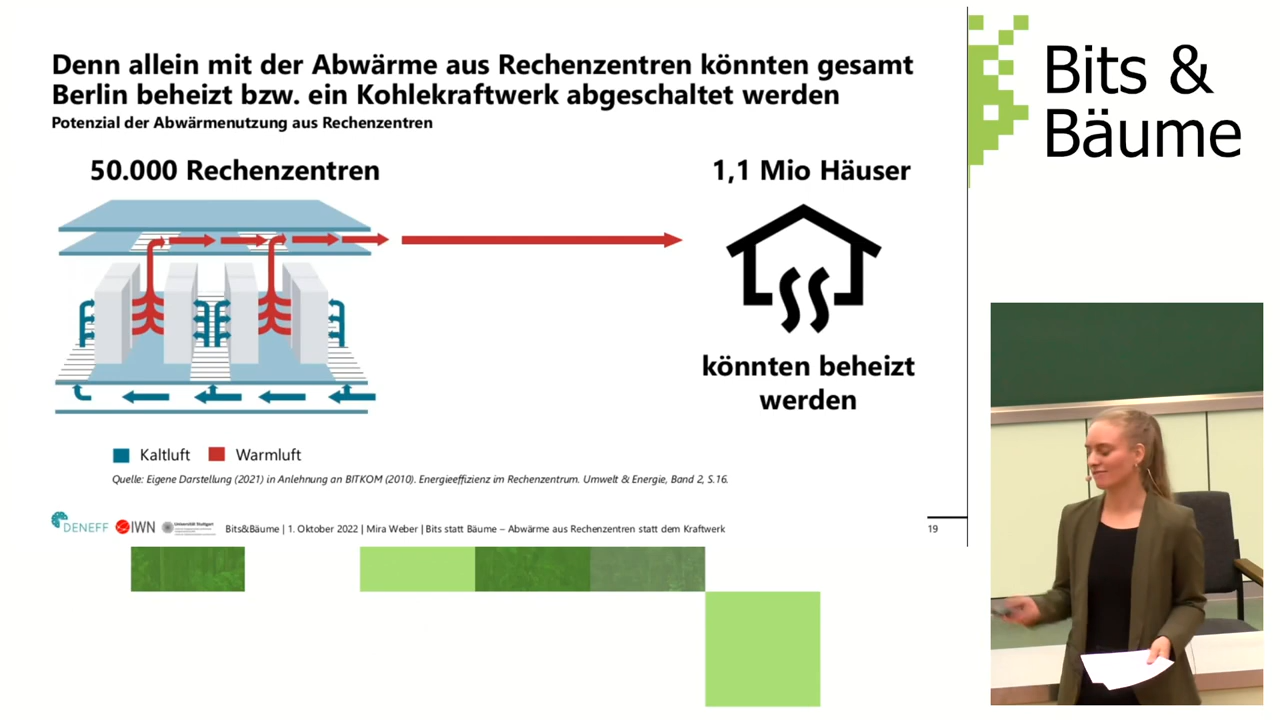 Denn allein mit der Abwärme aus Rechenzentren könnten gesamt
Berlin beheizt bzw. ein Kohlekraftwerk abgeschaltet werden
Potenzial der Abwärmenutzung aus Rechenzentren
50.000 Rechenzentren
1,1 Mio Häuser
könnten beheizt
werden
Kaltluft
Warmluft
Quelle: Eigene Darstellung (2021) in Anlehnung an BITKOM (2010). Energieeffizienz im Rechenzentrum. Umwelt & Energie, Band 2, S.16.
DENEFF
IWN
Universität Stuttgart
Bits&Bäume | 1. Oktober 2022 | Mira Weber | Bits statt Bäume – Abwärme aus Rechenzentren statt dem Kraftwerk
19
Bits &
Bäume